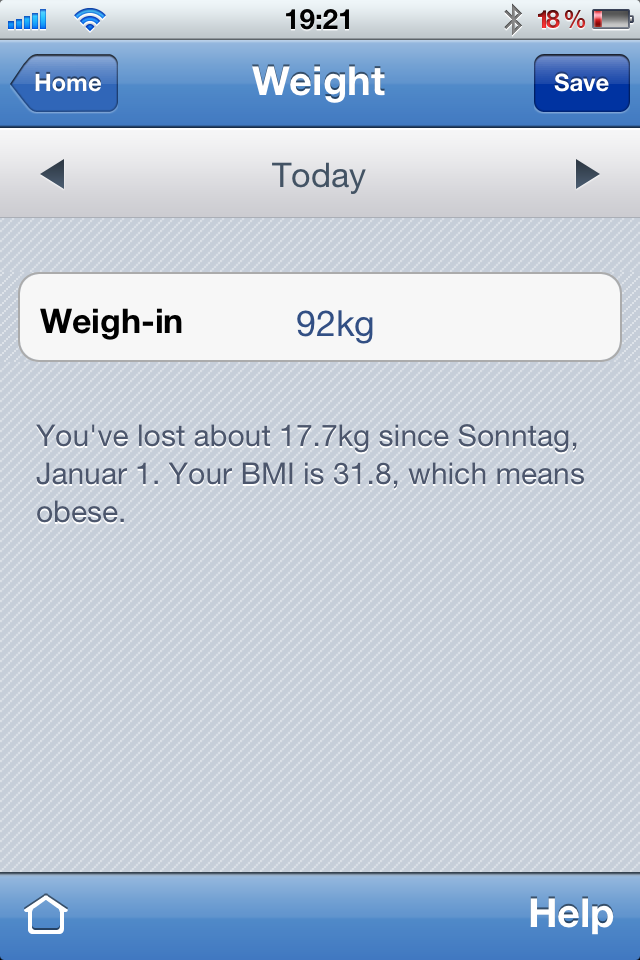 19:21 18 %
Home Weight Save
Today
Weigh-in 92kg
You've lost about 17.7kg since Sonntag,
Januar 1. Your BMI is 31.8, which means
obese.
Help